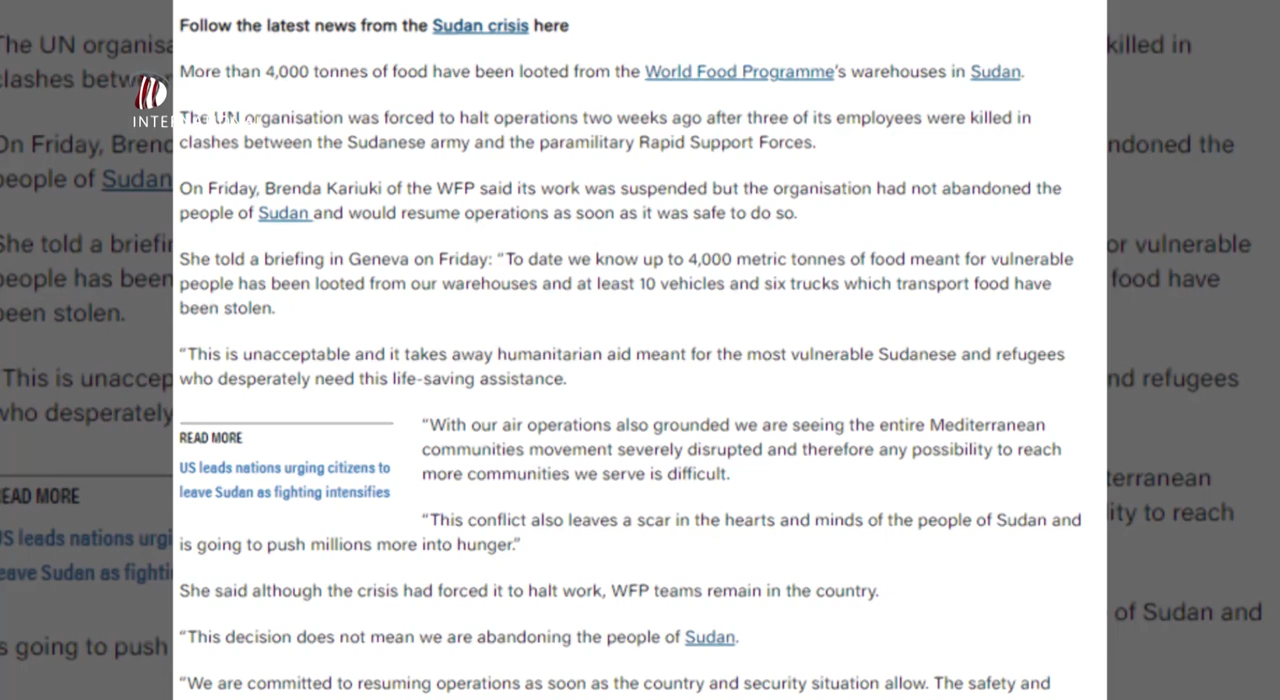 Follow the latest news from the Sudan crisis here
More than 4,000 tonnes of food have been looted from the World Food Programme's warehouses in Sudan.
The UN organisation was forced to halt operations two weeks ago after three of its employees were killed in
clashes between the Sudanese army and the paramilitary Rapid Support Forces.
On Friday, Brenda Kariuki of the WFP said its work was suspended but the organisation had not abandoned the
people of Sudan and would resume operations as soon as it was safe to do so.
She told a briefing in Geneva on Friday: “To date we know up to 4,000 metric tonnes of food meant for vulnerable
people has been looted from our warehouses and at least 10 vehicles and six trucks which transport food have
been stolen.
“This is unacceptable and it takes away humanitarian aid meant for the most vulnerable Sudanese and refugees
who desperately need this life-saving assistance.
READ MORE
US leads nations urging citizens to
leave Sudan as fighting intensifies
“With our air operations also grounded we are seeing the entire Mediterranean
communities movement severely disrupted and therefore any possibility to reach
more communities we serve is difficult.
“This conflict also leaves a scar in the hearts and minds of the people of Sudan and
is going to push millions more into hunger.”
She said although the crisis had forced it to halt work, WFP teams remain in the country.
“This decision does not mean we are abandoning the people of Sudan.
“We are committed to resuming operations as soon as the country and security situation allow. The safety and